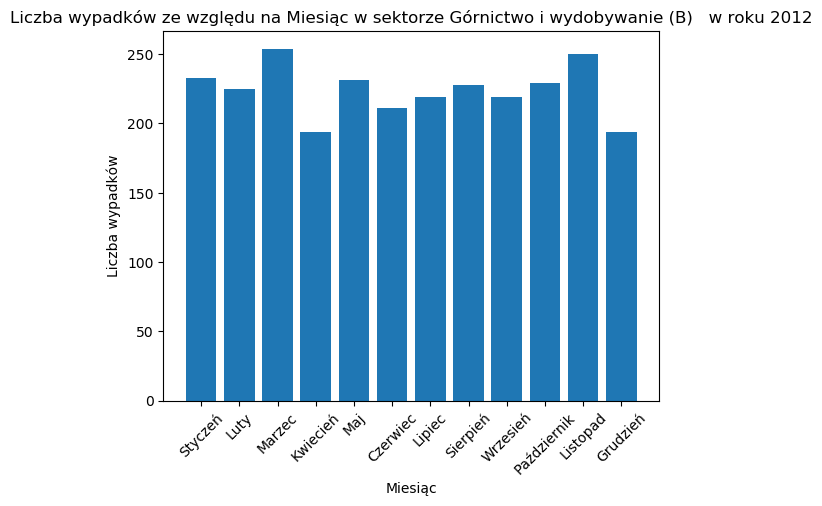 Liczba wypadków ze względu na Miesiąc w sektorze Górnictwo i wydobywanie (B)   w roku 2012
Liczba wypadków
250
200
150
100
50
0
Styczeń
Luty
Marzec
Kwiecień
Maj
Czerwiec
Lipiec
Sierpień
Wrzesień
Październik
Listopad
Grudzień
Miesiąc